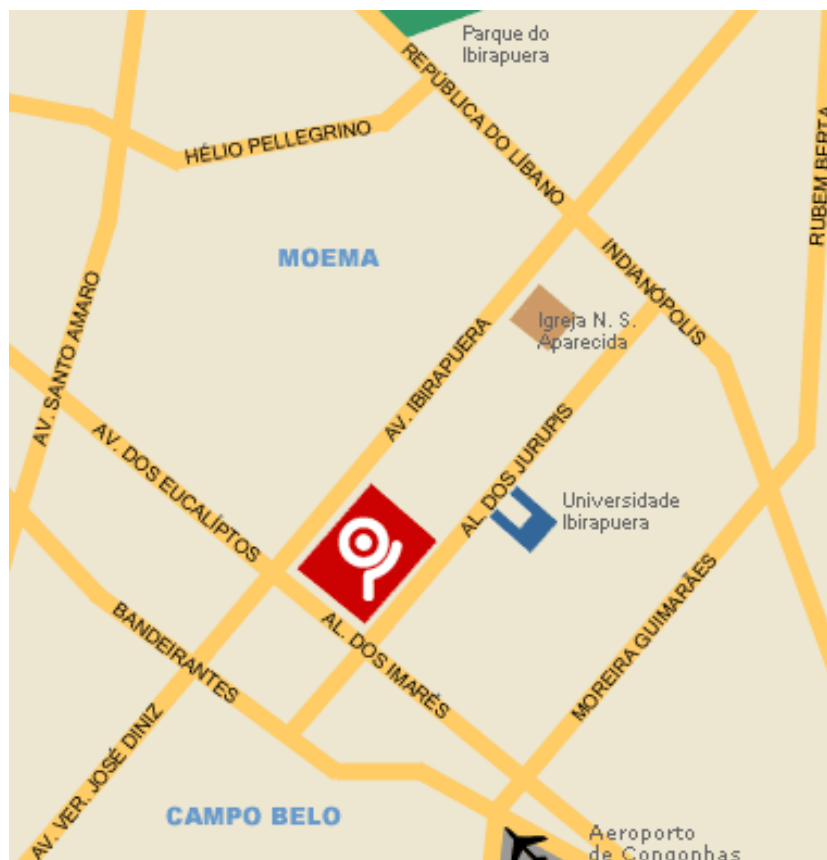 Parque do
Ibirapuera
REPÚBLICA DO LÍBANO
HÉLIO PELLEGRINO
RUBEM BERTA
MOEMA
INDIANÓPOLIS
Igreja N. S.
Aparecida
AV. SANTO AMARO
AV. IBIRAPUERA
AV. DOS EUCALÍPTOS
AL. DOS JURUPIS
Universidade
Ibirapuera
BANDEIRANTES
AL. DOS IMARÉS
MOREIRA GUIMARÃES
AV. VER. JOSÉ DINIZ
CAMPO BELO
Aeroporto
de Congonhas